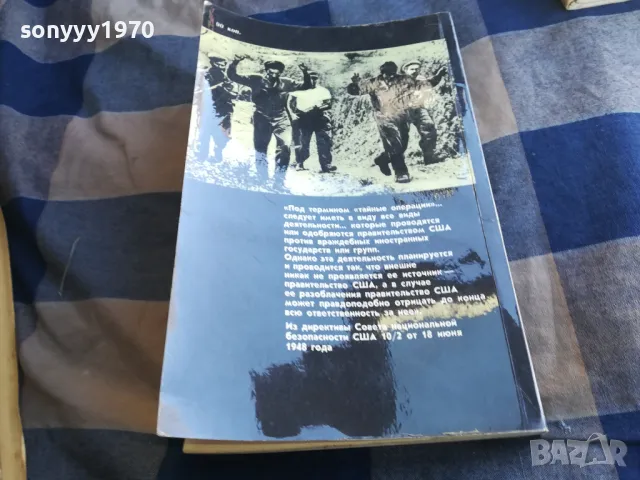 sonyyy1970
90 коп.
«Под термином «тайные операции»...
следует иметь в виду все виды
деятельности... которые проводятся
или одобряются правительством США
против враждебных иностранных
государств или групп.
Однако эта деятельность планируется
и проводится так, что внешне
никак не проявляется ее источник —
правительство США, а в случае
ее разоблачения правительство США
может правдоподобно отрицать до конца
всю ответственность за нее».
Из директивы Совета национальной
безопасности США 10/2 от 18 июня
1948 года
sonyyy1970
BAZAR